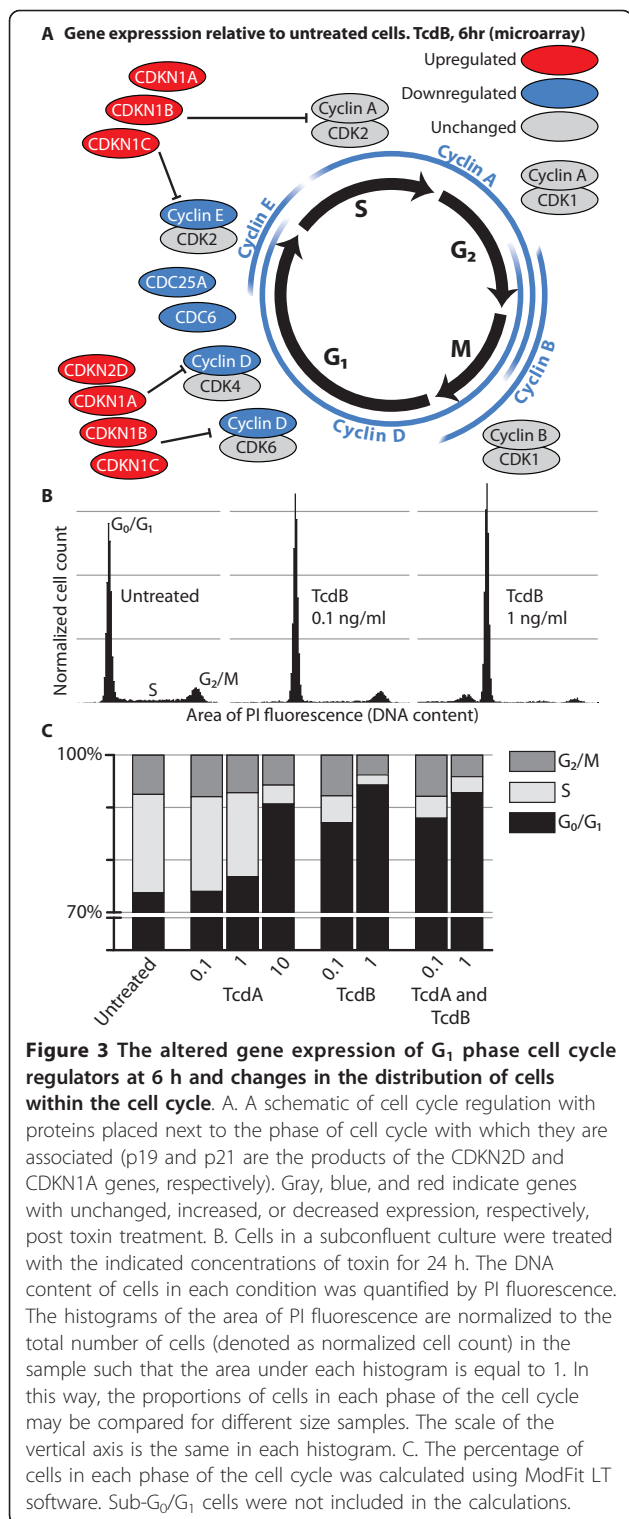 A Gene expresssion relative to untreated cells. TcdB, 6hr (microarray)
Upregulated
Downregulated
Unchanged
CDKN1A
CDKN1B
CDKN1C
Cyclin A
CDK2
Cyclin A
CDK1
Cyclin E
CDK2
CDC25A
CDC6
CDKN2D
CDKN1A
CDKN1B
CDKN1C
Cyclin D
CDK4
Cyclin D
CDK6
Cyclin B
CDK1
Cyclin E
Cyclin A
Cyclin B
Cyclin D
S
G₂
M
G₁
B
Normalized cell count
G₀/G₁
Untreated
S
G₂/M
TcdB
0.1 ng/ml
TcdB
1 ng/ml
Area of PI fluorescence (DNA content)
C
100%
70%
G₂/M
S
G₀/G₁
Untreated
0.1
1
10
TcdA
0.1
1
TcdB
0.1
1
TcdA and
TcdB
Figure 3 The altered gene expression of G₁ phase cell cycle
regulators at 6 h and changes in the distribution of cells
within the cell cycle. A. A schematic of cell cycle regulation with
proteins placed next to the phase of cell cycle with which they are
associated (p19 and p21 are the products of the CDKN2D and
CDKN1A genes, respectively). Gray, blue, and red indicate genes
with unchanged, increased, or decreased expression, respectively,
post toxin treatment. B. Cells in a subconfluent culture were treated
with the indicated concentrations of toxin for 24 h. The DNA
content of cells in each condition was quantified by PI fluorescence.
The histograms of the area of PI fluorescence are normalized to the
total number of cells (denoted as normalized cell count) in the
sample such that the area under each histogram is equal to 1. In
this way, the proportions of cells in each phase of the cell cycle
may be compared for different size samples. The scale of the
vertical axis is the same in each histogram. C. The percentage of
cells in each phase of the cell cycle was calculated using ModFit LT
software. Sub-G₀/G₁ cells were not included in the calculations.